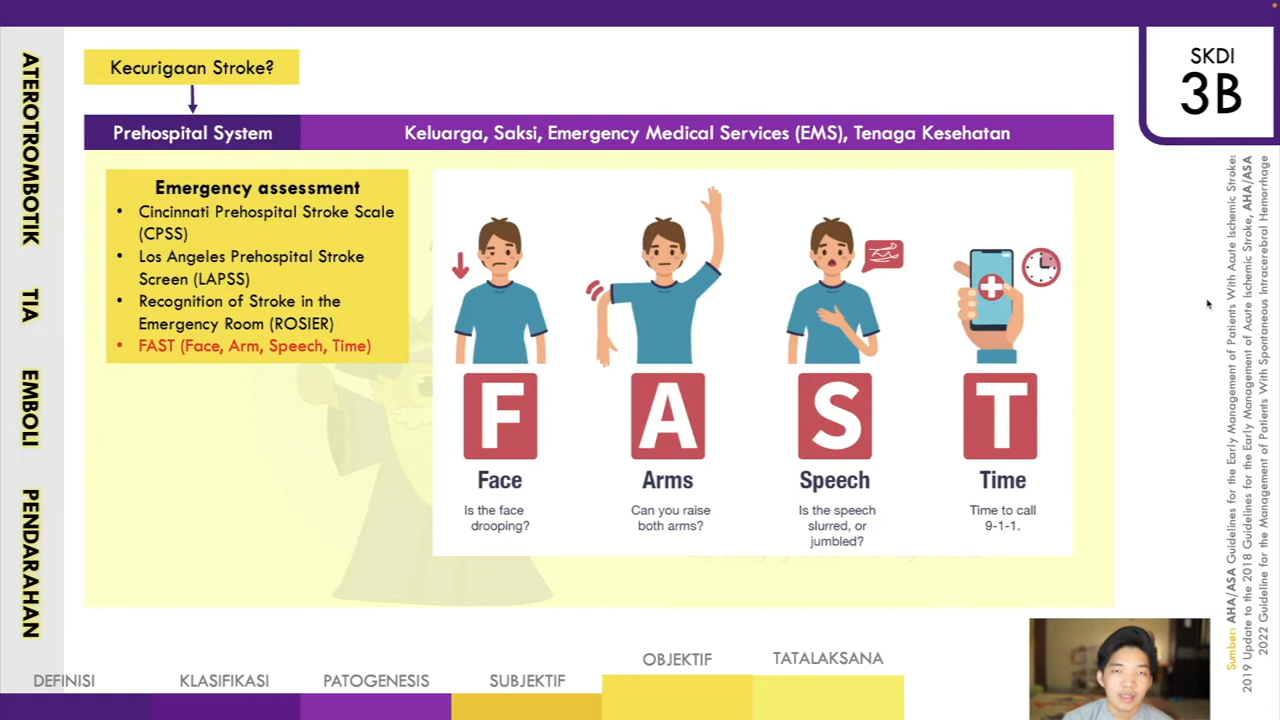 Kecurigaan Stroke?
SKDI
3B
Prehospital System
Keluarga, Saksi, Emergency Medical Services (EMS), Tenaga Kesehatan
ATEROTROMBOTIK
TIA
EMBOLI
PENDARAHAN
Emergency assessment
• Cincinnati Prehospital Stroke Scale
(CPSS)
• Los Angeles Prehospital Stroke
Screen (LAPSS)
• Recognition of Stroke in the
Emergency Room (ROSIER)
• FAST (Face, Arm, Speech, Time)
F
Face
Is the face
drooping?
A
Arms
Can you raise
both arms?
S
Speech
Is the speech
slurred, or
jumbled?
T
Time
Time to call
9-1-1.
Sumber: AHA/ASA Guidelines for the Early Management of Patients With Acute Ischemic Stroke:
2019 Update to the 2018 Guidelines for the Early Management of Acute Ischemic Stroke, AHA/ASA
2022 Guideline for the Management of Patients With Spontaneous Intracerebral Hemorrhage
DEFINISI
KLASIFIKASI
PATOGENESIS
SUBJEKTIF
OBJEKTIF
TATALAKSANA